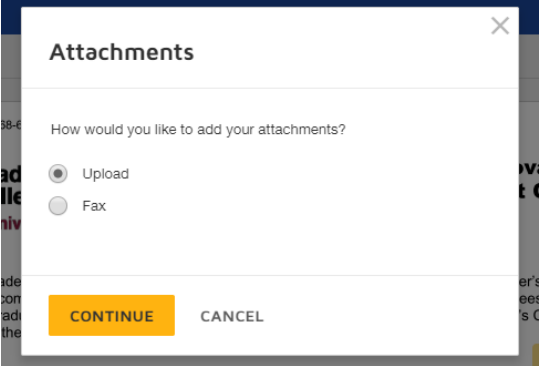 Attachments
How would you like to add your attachments?
Upload
Fax
CONTINUE
CANCEL